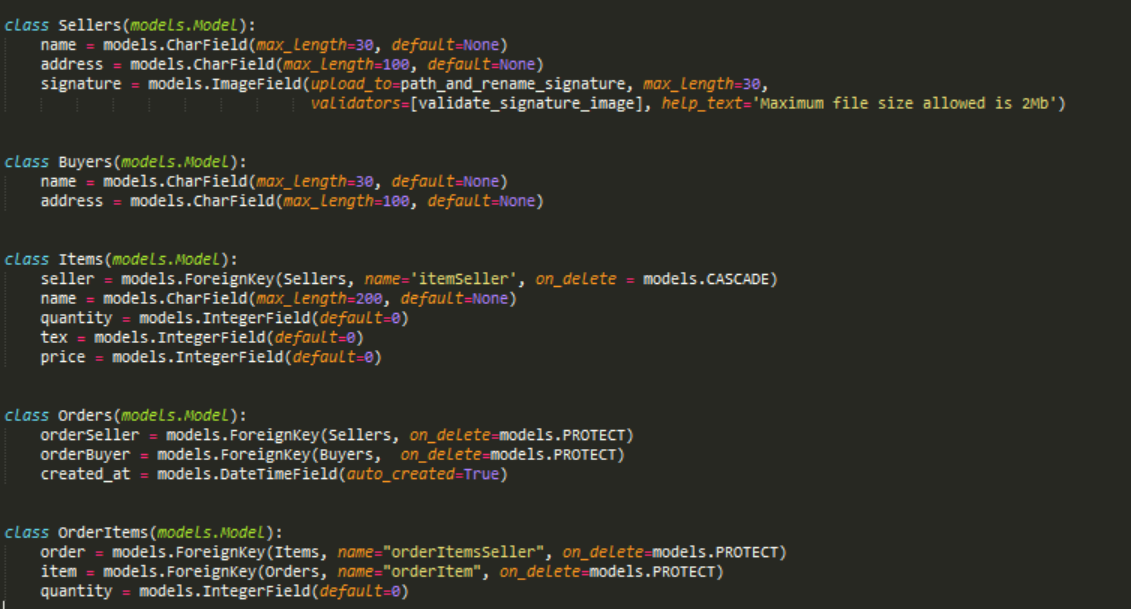 class Sellers(models.Model):
    name = models.CharField(max_length=30, default=None)
    address = models.CharField(max_length=100, default=None)
    signature = models.ImageField(upload_to=path_and_rename_signature, max_length=30,
                                  validators=[validate_signature_image], help_text='Maximum file size allowed is 2Mb')
class Buyers(models.Model):
    name = models.CharField(max_length=30, default=None)
    address = models.CharField(max_length=100, default=None)
class Items(models.Model):
    seller = models.ForeignKey(Sellers, name='itemSeller', on_delete = models.CASCADE)
    name = models.CharField(max_length=200, default=None)
    quantity = models.IntegerField(default=0)
    tex = models.IntegerField(default=0)
    price = models.IntegerField(default=0)
class Orders(models.Model):
    orderSeller = models.ForeignKey(Sellers, on_delete=models.PROTECT)
    orderBuyer = models.ForeignKey(Buyers,  on_delete=models.PROTECT)
    created_at = models.DateTimeField(auto_created=True)
class OrderItems(models.Model):
    order = models.ForeignKey(Items, name="orderItemsSeller", on_delete=models.PROTECT)
    item = models.ForeignKey(Orders, name="orderItem", on_delete=models.PROTECT)
    quantity = models.IntegerField(default=0)